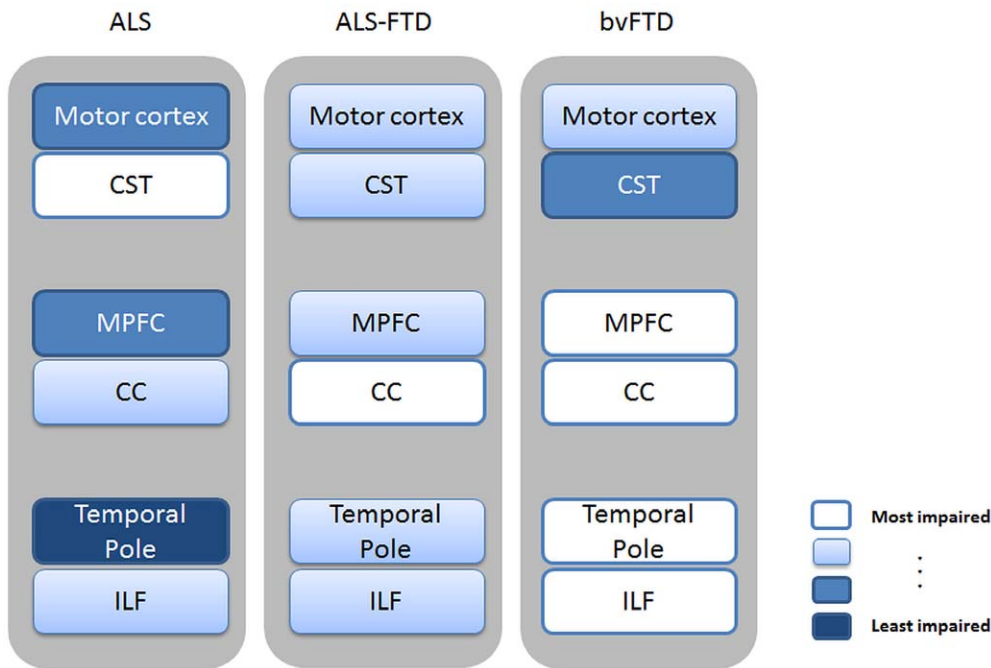 ALS ALS-FTD bvFTD
Motor cortex Motor cortex Motor cortex
CST CST CST
MPFC MPFC MPFC
CC CC CC
Temporal Temporal Temporal
Pole Pole Pole
ILF ILF ILF
Most impaired
Least impaired